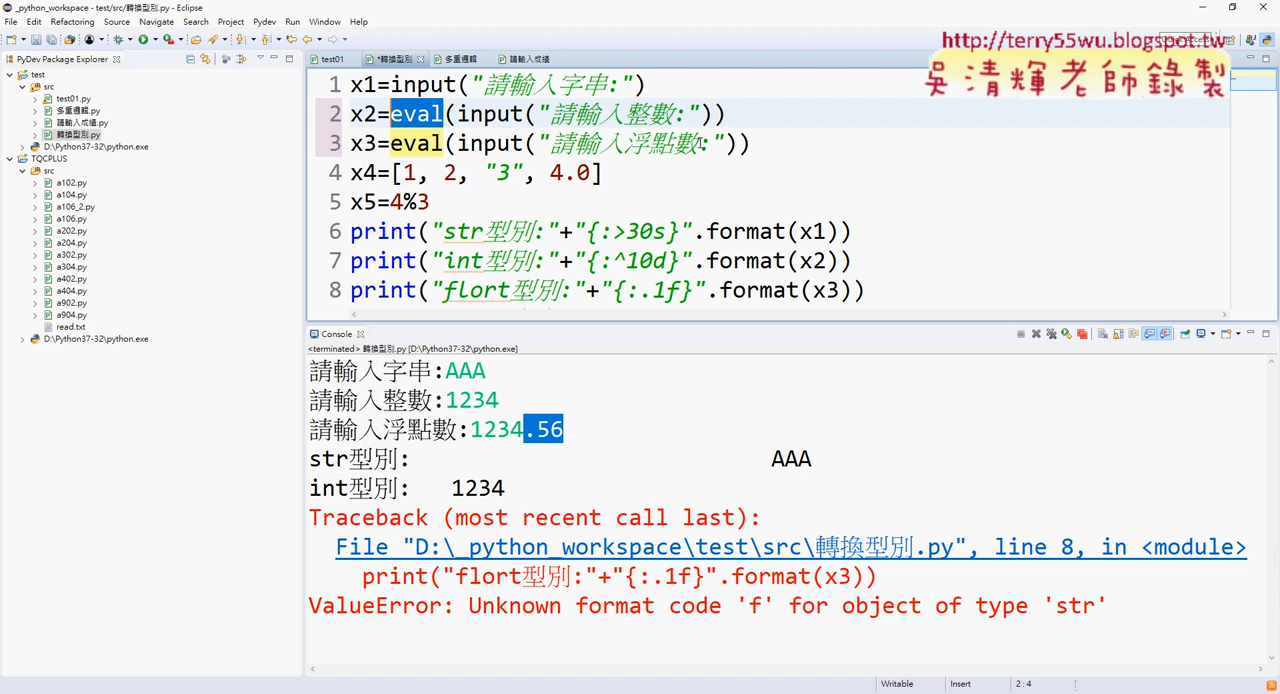 _python_workspace - test/src/轉換型別.py - Eclipse
File Edit Refactoring Source Navigate Search Project Pydev Run Window Help
http://terry55wu.blogspot.tw
吳清輝老師錄製
PyDev Package Explorer
test
src
test01.py
多重邏輯.py
請輸入成績.py
轉換型別.py
D:\Python37-32\python.exe
TQCPLUS
src
a102.py
a104.py
a106_2.py
a106.py
a202.py
a204.py
a302.py
a304.py
a402.py
a404.py
a902.py
a904.py
read.txt
D:\Python37-32\python.exe
test01 *轉換型別 多重邏輯 請輸入成績
1 x1=input("請輸入字串:")
2 x2=eval(input("請輸入整數:"))
3 x3=eval(input("請輸入浮點數:"))
4 x4=[1, 2, "3", 4.0]
5 x5=4%3
6 print("str型別:"+"{:>30s}".format(x1))
7 print("int型別:"+"{:^10d}".format(x2))
8 print("flort型別:"+"{:.1f}".format(x3))
Console
<terminated> 轉換型別.py [D:\Python37-32\python.exe]
請輸入字串:AAA
請輸入整數:1234
請輸入浮點數:1234.56
str型別: AAA
int型別: 1234
Traceback (most recent call last):
File "D:\_python_workspace\test\src\轉換型別.py", line 8, in <module>
print("flort型別:"+"{:.1f}".format(x3))
ValueError: Unknown format code 'f' for object of type 'str'
Writable Insert 2:4